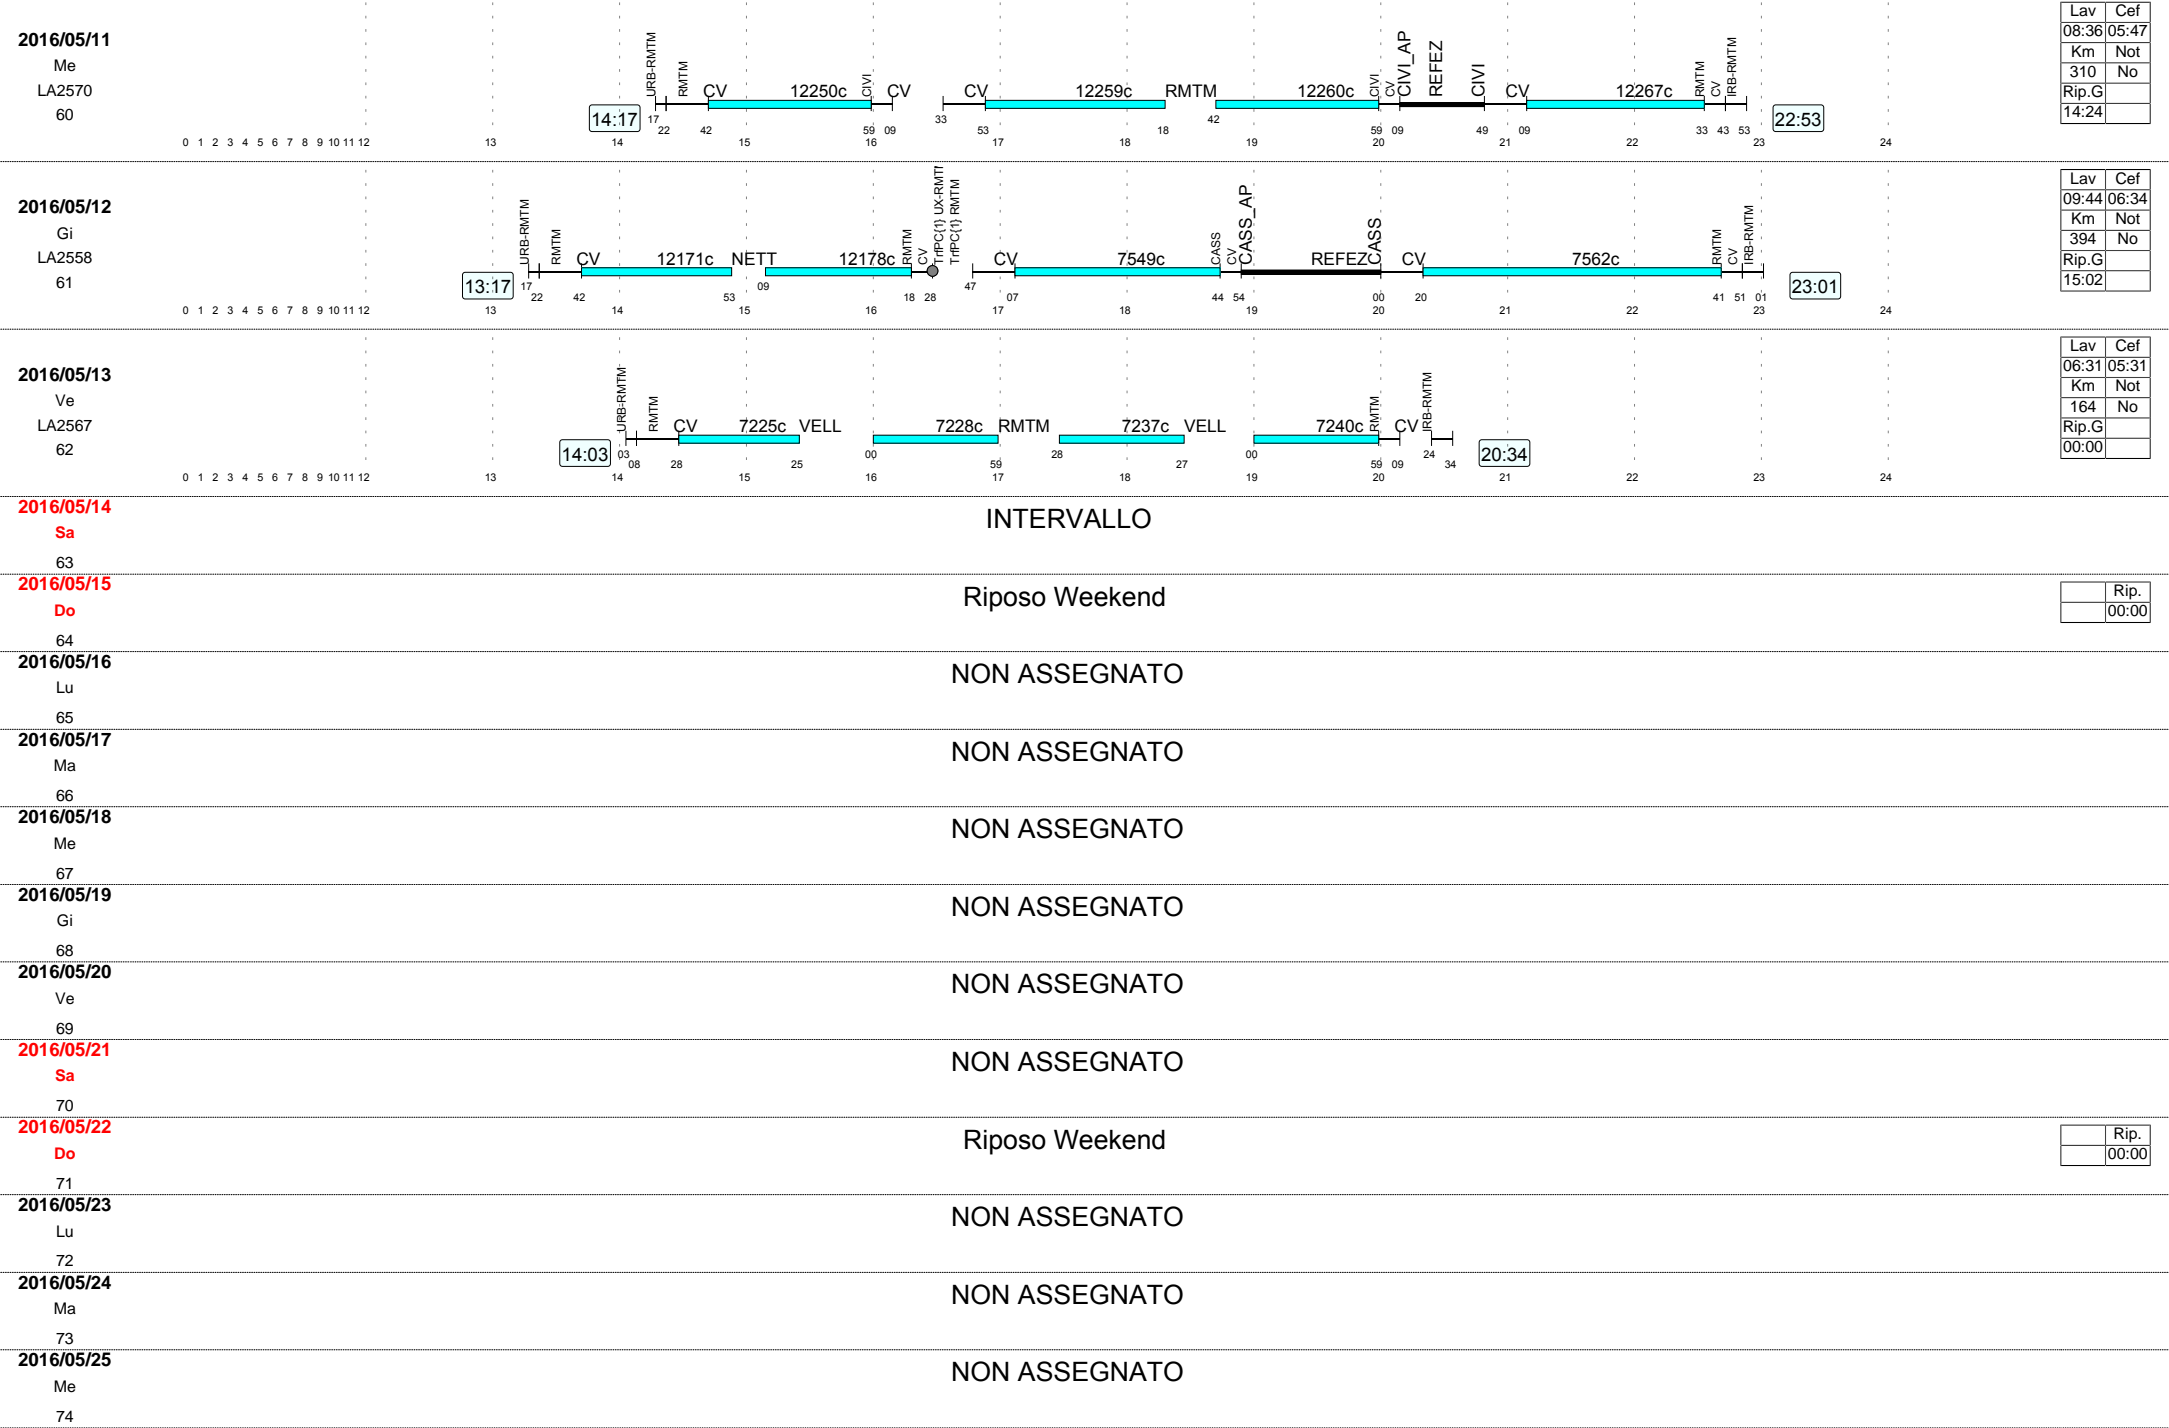 Lav Cef
2016/05/11 08:36 05:47
Me Km Not
LA2570 310 No
60 Rip.G
14:24
URB-RMTM RMTM CV 12250c CIVI CV CV 12259c RMTM 12260c CIVI CV CIVI_AP REFEZ CIVI CV 12267c RMTM CV IRB-RMTM
14:17 17 22 42 59 09 33 53 18 42 59 09 49 09 33 43 53 22:53
0 1 2 3 4 5 6 7 8 9 10 11 12 13 14 15 16 17 18 19 20 21 22 23 24
Lav Cef
2016/05/12 09:44 06:34
Gi Km Not
LA2558 394 No
61 Rip.G
15:02
URB-RMTM RMTM CV 12171c NETT 12178c RMTM CV TrfPC{1} UX-RMTM TrfPC{1} RMTM CV 7549c CASS CV CASS_AP REFEZ CASS CV 7562c RMTM CV IRB-RMTM
13:17 17 22 42 53 09 18 28 47 07 44 54 00 20 41 51 01 23:01
0 1 2 3 4 5 6 7 8 9 10 11 12 13 14 15 16 17 18 19 20 21 22 23 24
Lav Cef
2016/05/13 06:31 05:31
Ve Km Not
LA2567 164 No
62 Rip.G
00:00
URB-RMTM RMTM CV 7225c VELL 7228c RMTM 7237c VELL 7240c RMTM CV IRB-RMTM
14:03 03 08 28 25 00 59 28 27 00 59 09 24 34 20:34
0 1 2 3 4 5 6 7 8 9 10 11 12 13 14 15 16 17 18 19 20 21 22 23 24
2016/05/14
INTERVALLO
Sa
63
2016/05/15
Riposo Weekend Rip.
Do 00:00
64
2016/05/16
NON ASSEGNATO
Lu
65
2016/05/17
NON ASSEGNATO
Ma
66
2016/05/18
NON ASSEGNATO
Me
67
2016/05/19
NON ASSEGNATO
Gi
68
2016/05/20
NON ASSEGNATO
Ve
69
2016/05/21
NON ASSEGNATO
Sa
70
2016/05/22
Riposo Weekend Rip.
Do 00:00
71
2016/05/23
NON ASSEGNATO
Lu
72
2016/05/24
NON ASSEGNATO
Ma
73
2016/05/25
NON ASSEGNATO
Me
74